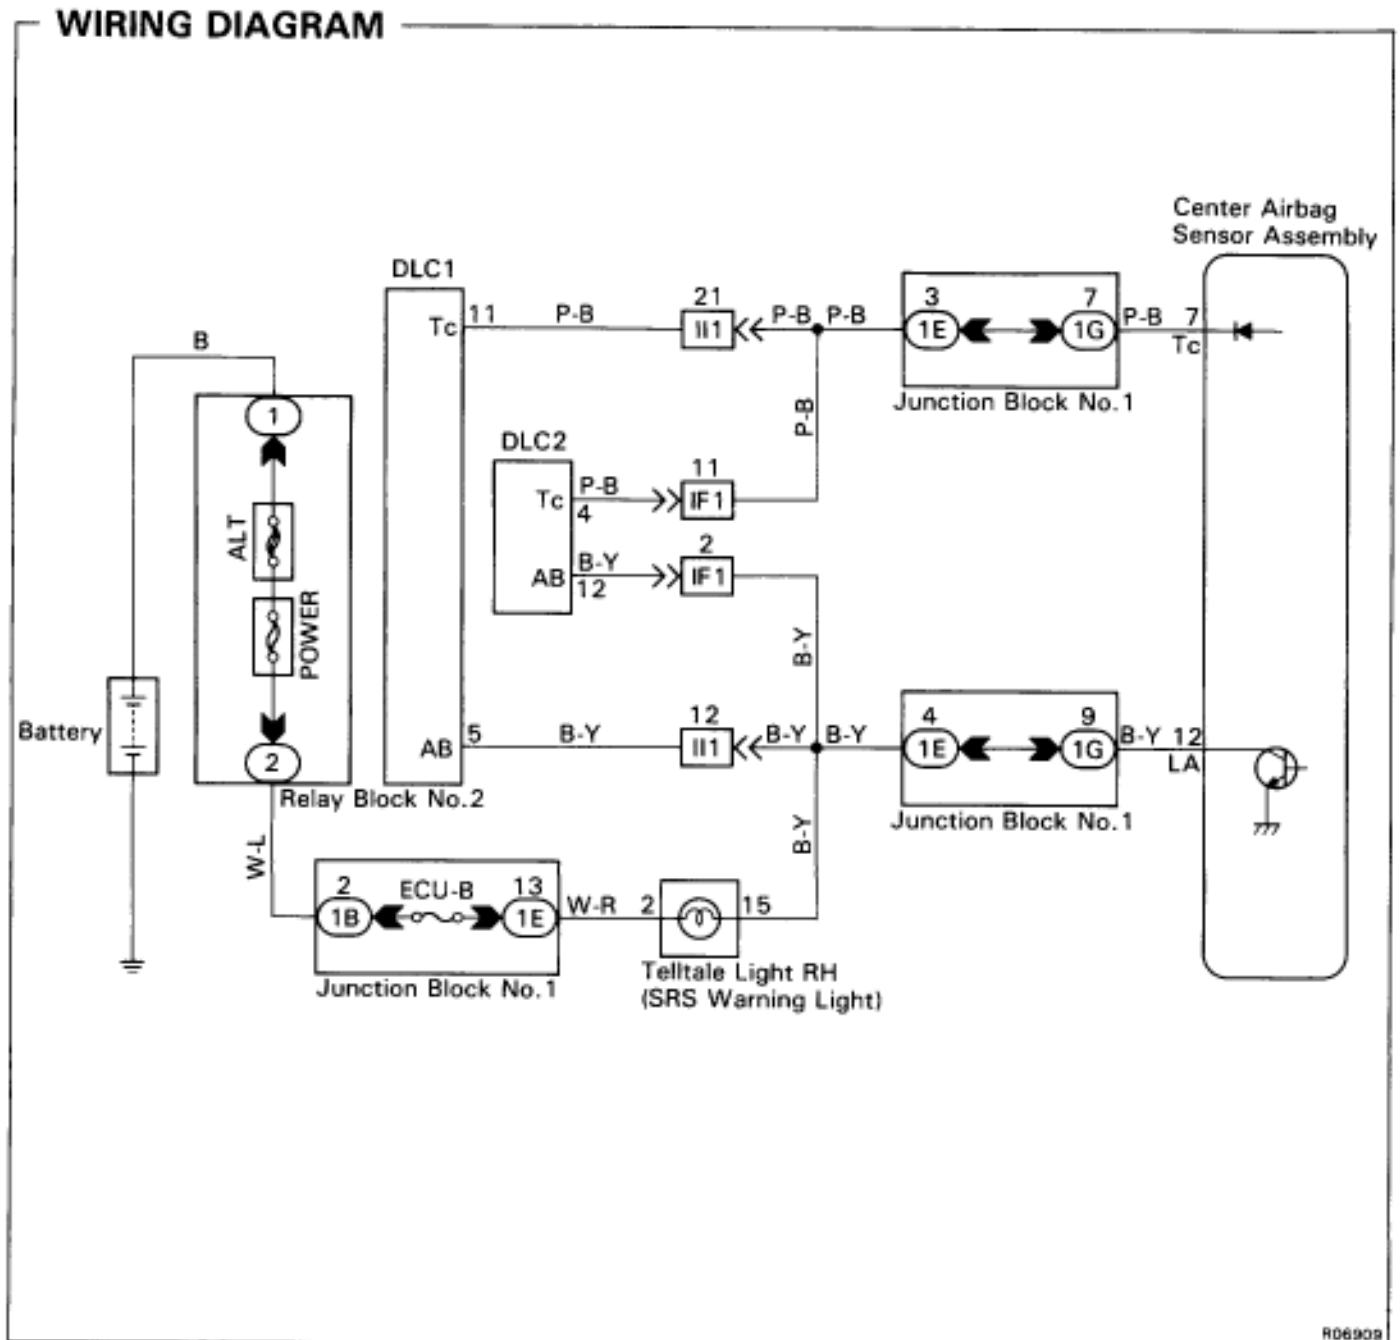 WIRING DIAGRAM
Center Airbag
Sensor Assembly
DLC1
Tc
11
P-B
21
II1
P-B
P-B
3
1E
7
1G
P-B
7
Tc
Junction Block No.1
B
1
ALT
POWER
2
Relay Block No.2
Battery
P-B
DLC2
Tc
P-B
4
11
IF1
AB
B-Y
12
2
IF1
B-Y
AB
5
B-Y
12
II1
B-Y
B-Y
4
1E
9
1G
B-Y
12
LA
Junction Block No.1
W-L
B-Y
2
1B
ECU-B
13
1E
W-R
2
15
Junction Block No.1
Telltale Light RH
(SRS Warning Light)
R06909